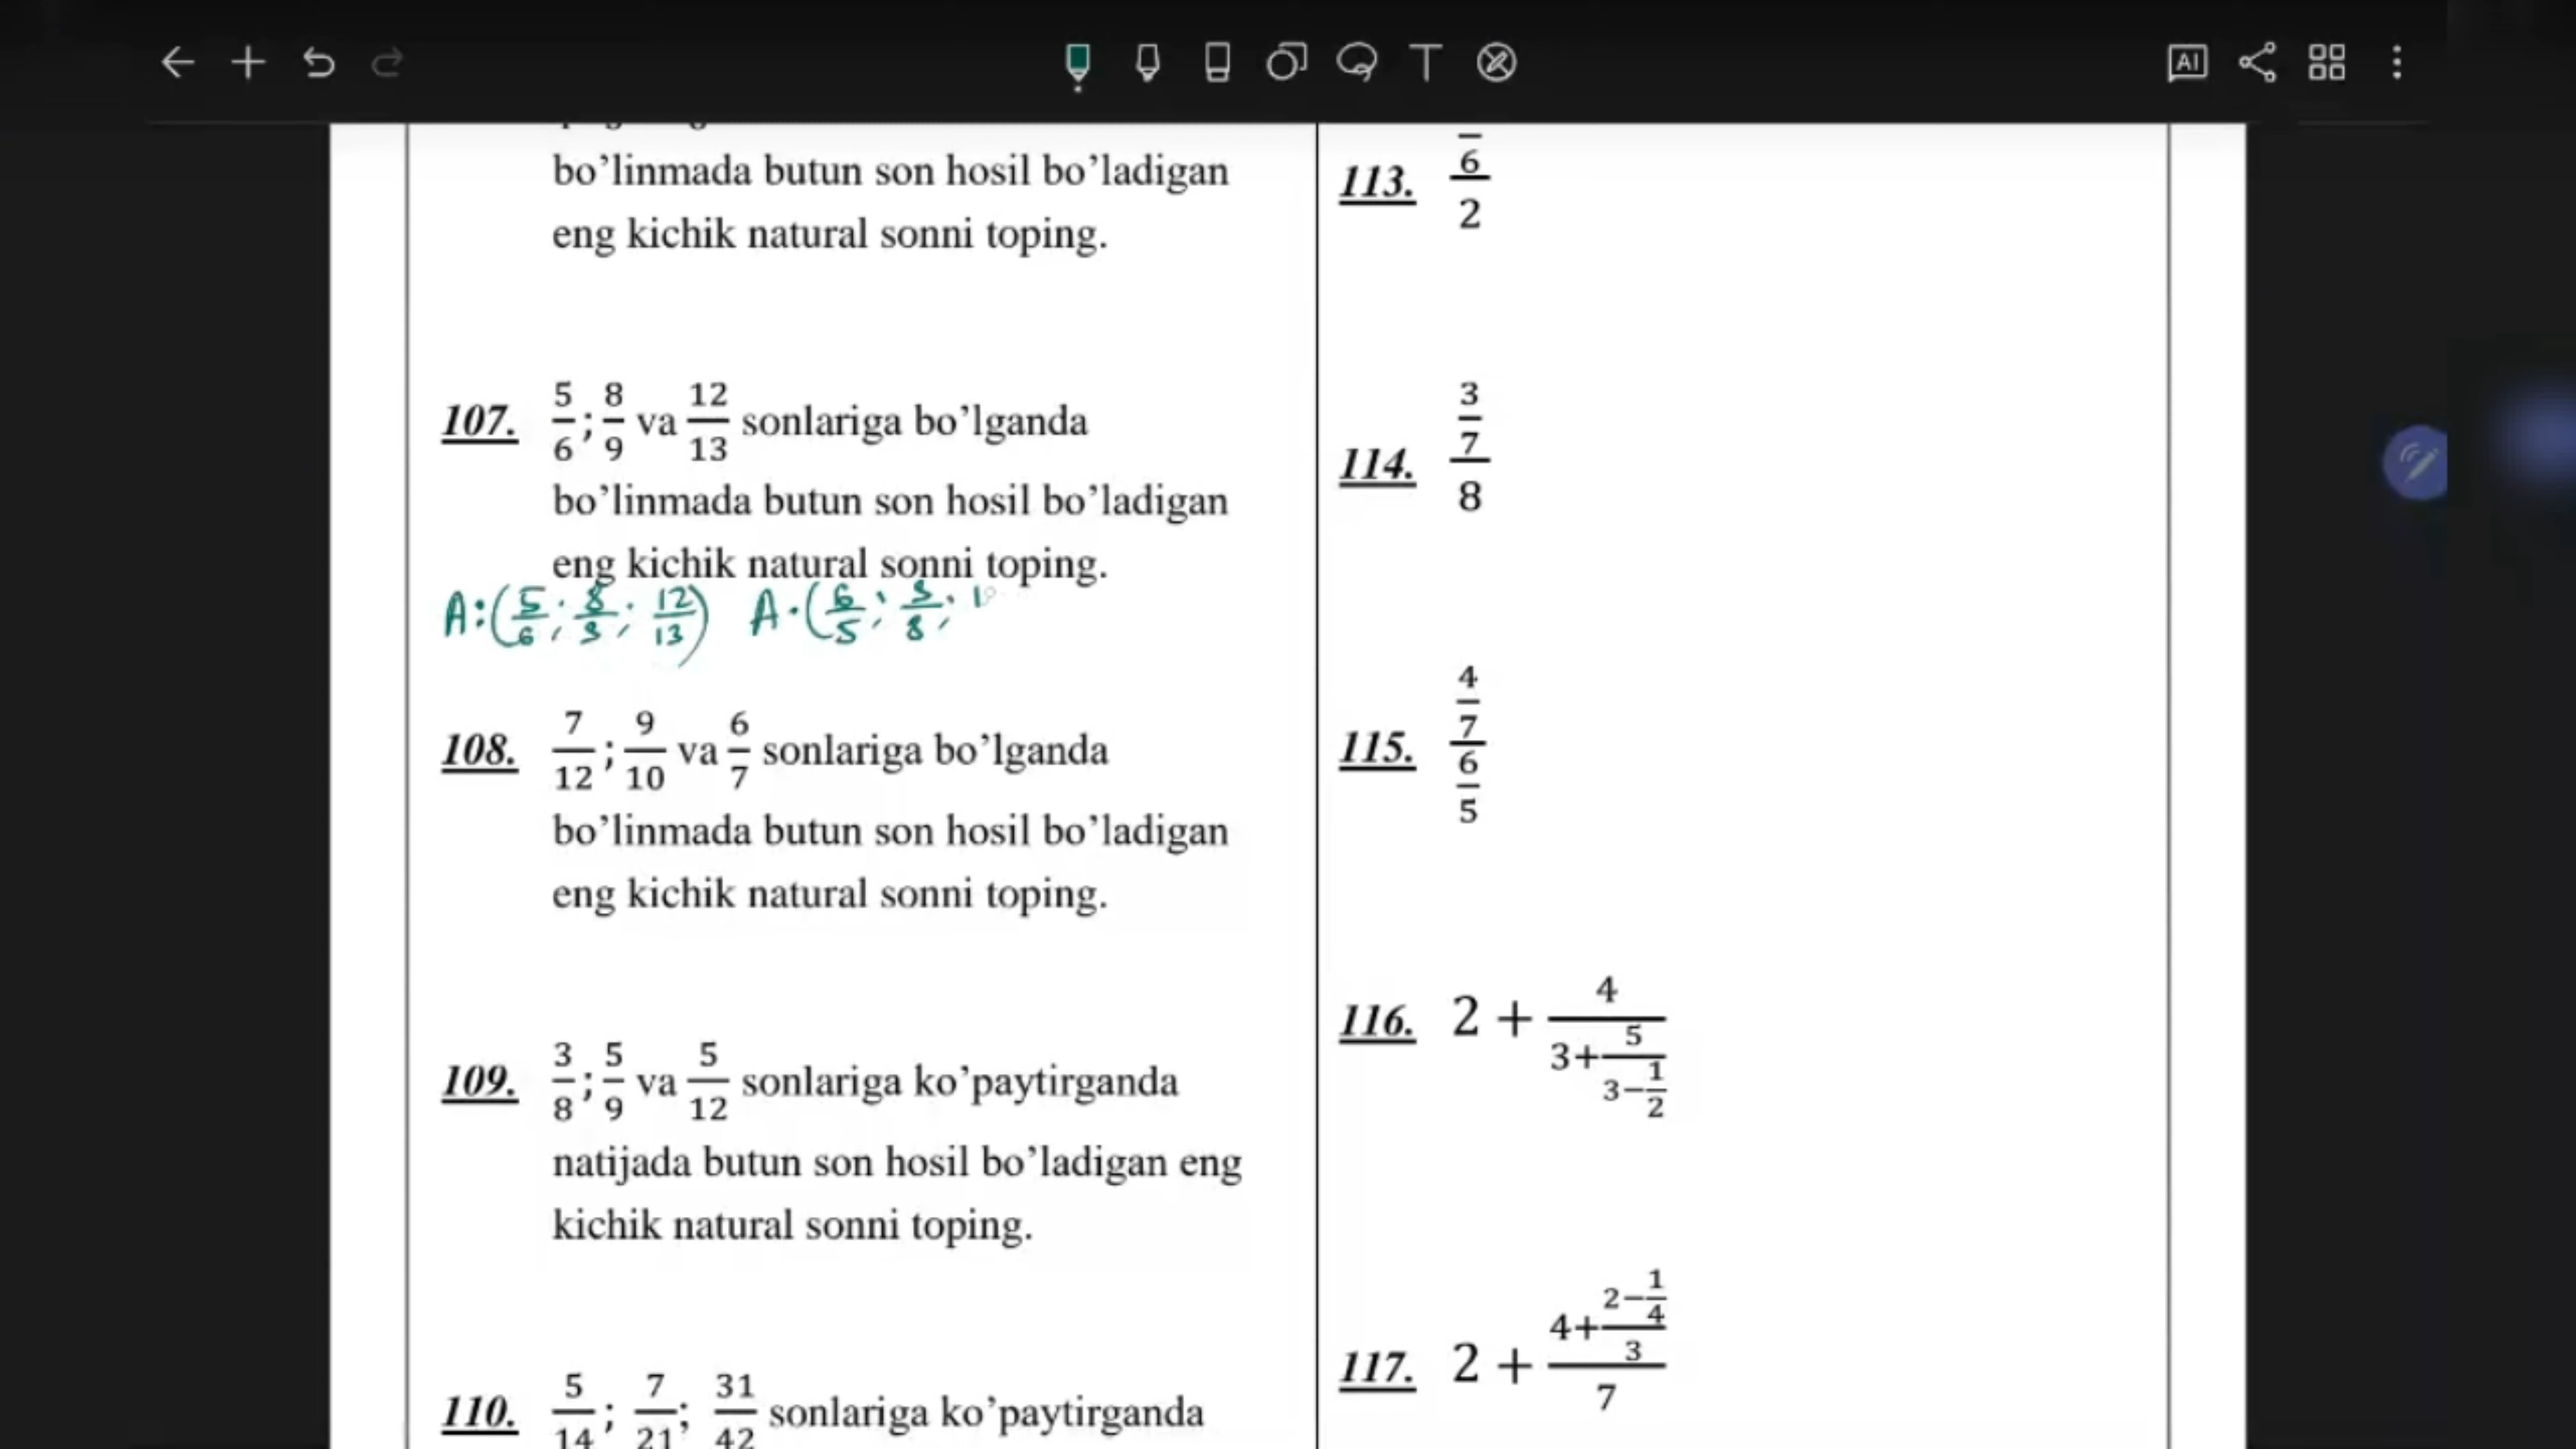 AI
bo’linmada butun son hosil bo’ladigan
eng kichik natural sonni toping.
107. 5/6; 8/9 va 12/13 sonlariga bo’lganda
bo’linmada butun son hosil bo’ladigan
eng kichik natural sonni toping.
A:(5/6; 8/9; 12/13) A·(6/5; 9/8; 1
108. 7/12; 9/10 va 6/7 sonlariga bo’lganda
bo’linmada butun son hosil bo’ladigan
eng kichik natural sonni toping.
109. 3/8; 5/9 va 5/12 sonlariga ko’paytirganda
natijada butun son hosil bo’ladigan eng
kichik natural sonni toping.
110. 5/14; 7/21; 31/42 sonlariga ko’paytirganda
113. 6/2
114. (3/7)/8
115. (4/7)/(6/5)
116. 2 + 4/(3+5/(3−1/2))
117. 2 + (4+(2−1/4)/3)/7